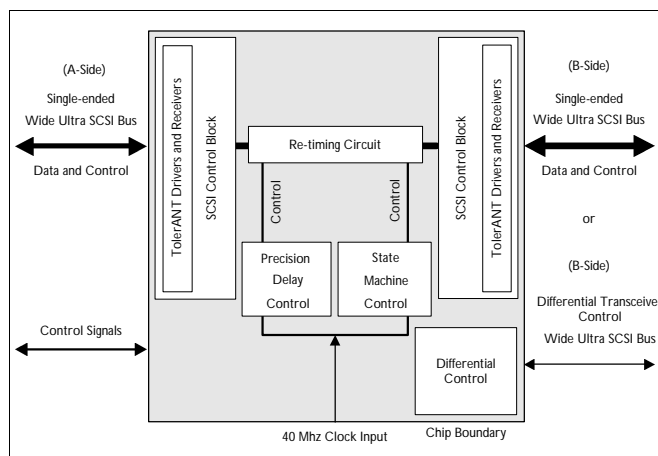 (A-Side)
Single-ended
Wide Ultra SCSI Bus
Data and Control
Control Signals
TolerANT Drivers and Receivers
SCSI Control Block
Re-timing Circuit
Control
Control
Precision
Delay
Control
State
Machine
Control
SCSI Control Block
TolerANT Drivers and Receivers
Differential
Control
40 Mhz Clock Input
Chip Boundary
(B-Side)
Single-ended
Wide Ultra SCSI Bus
Data and Control
or
(B-Side)
Differential Transceive
Control
Wide Ultra SCSI Bus